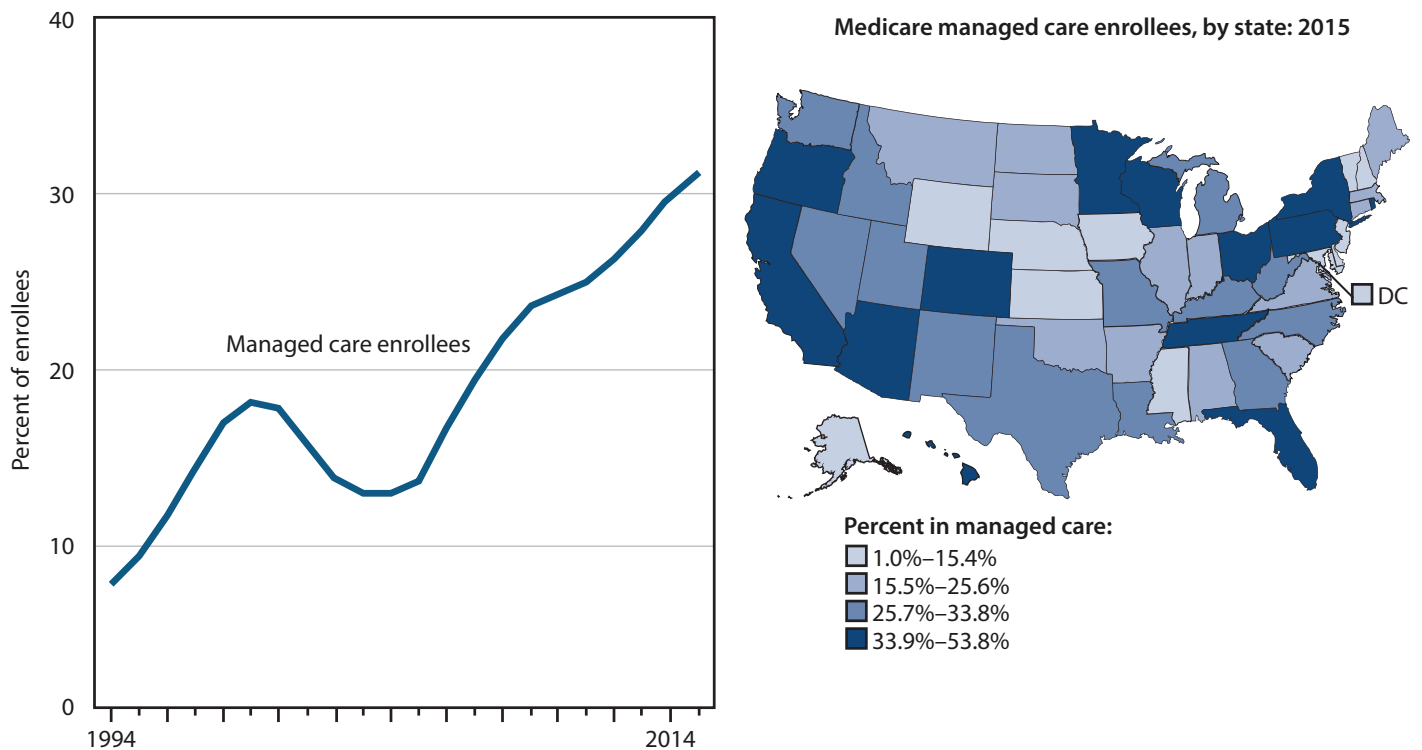 Medicare managed care enrollees, by state: 2015
40
30
20
10
0
Percent of enrollees
Managed care enrollees
1994
2014
DC
Percent in managed care:
1.0%–15.4%
15.5%–25.6%
25.7%–33.8%
33.9%–53.8%